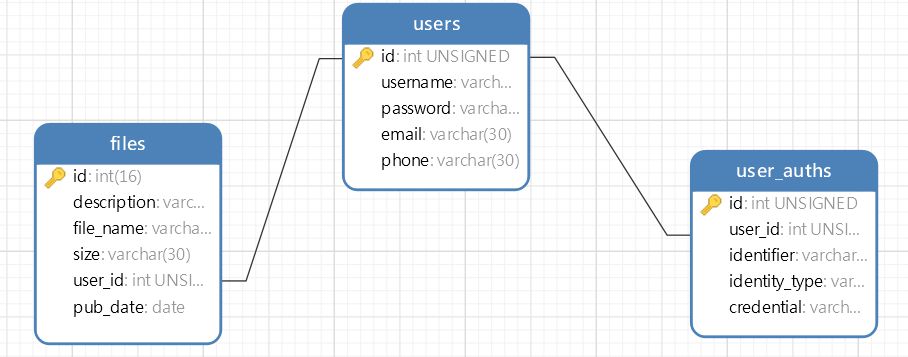 users
id: int UNSIGNED
username: varch...
password: varcha...
email: varchar(30)
phone: varchar(30)
files
id: int(16)
description: varc...
file_name: varcha...
size: varchar(30)
user_id: int UNSI...
pub_date: date
user_auths
id: int UNSIGNED
user_id: int UNSI...
identifier: varchar...
identity_type: var...
credential: varch...